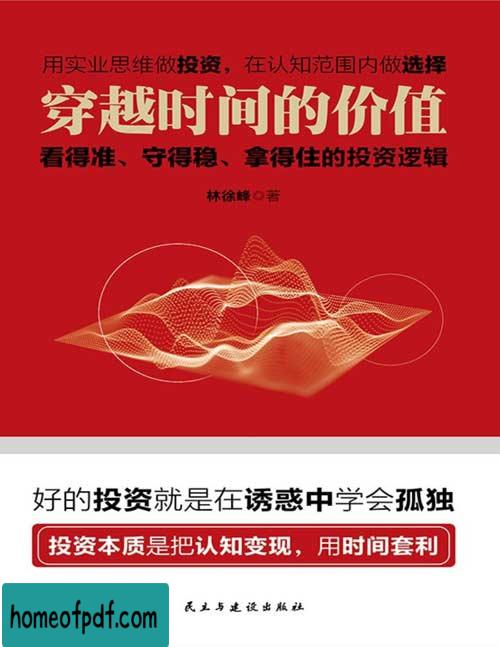 用实业思维做投资，在认知范围内做选择
穿越时间的价值
看得准、守得稳、拿得住的投资逻辑
林徐峰◎著
好的投资就是在诱惑中学会孤独
投资本质是把认知变现，用时间套利
民主与建设出版社
homeofpdf.com